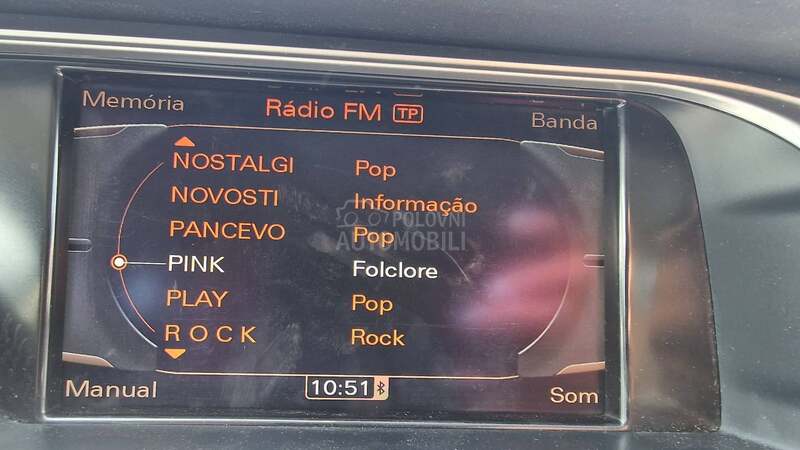 Memória
Rádio FM TP
Banda
NOSTALGI Pop
NOVOSTI Informação
PANCEVO Pop
PINK Folclore
PLAY Pop
R O C K Rock
Manual
10:51
Som
POLOVNI
AUTOMOBILI